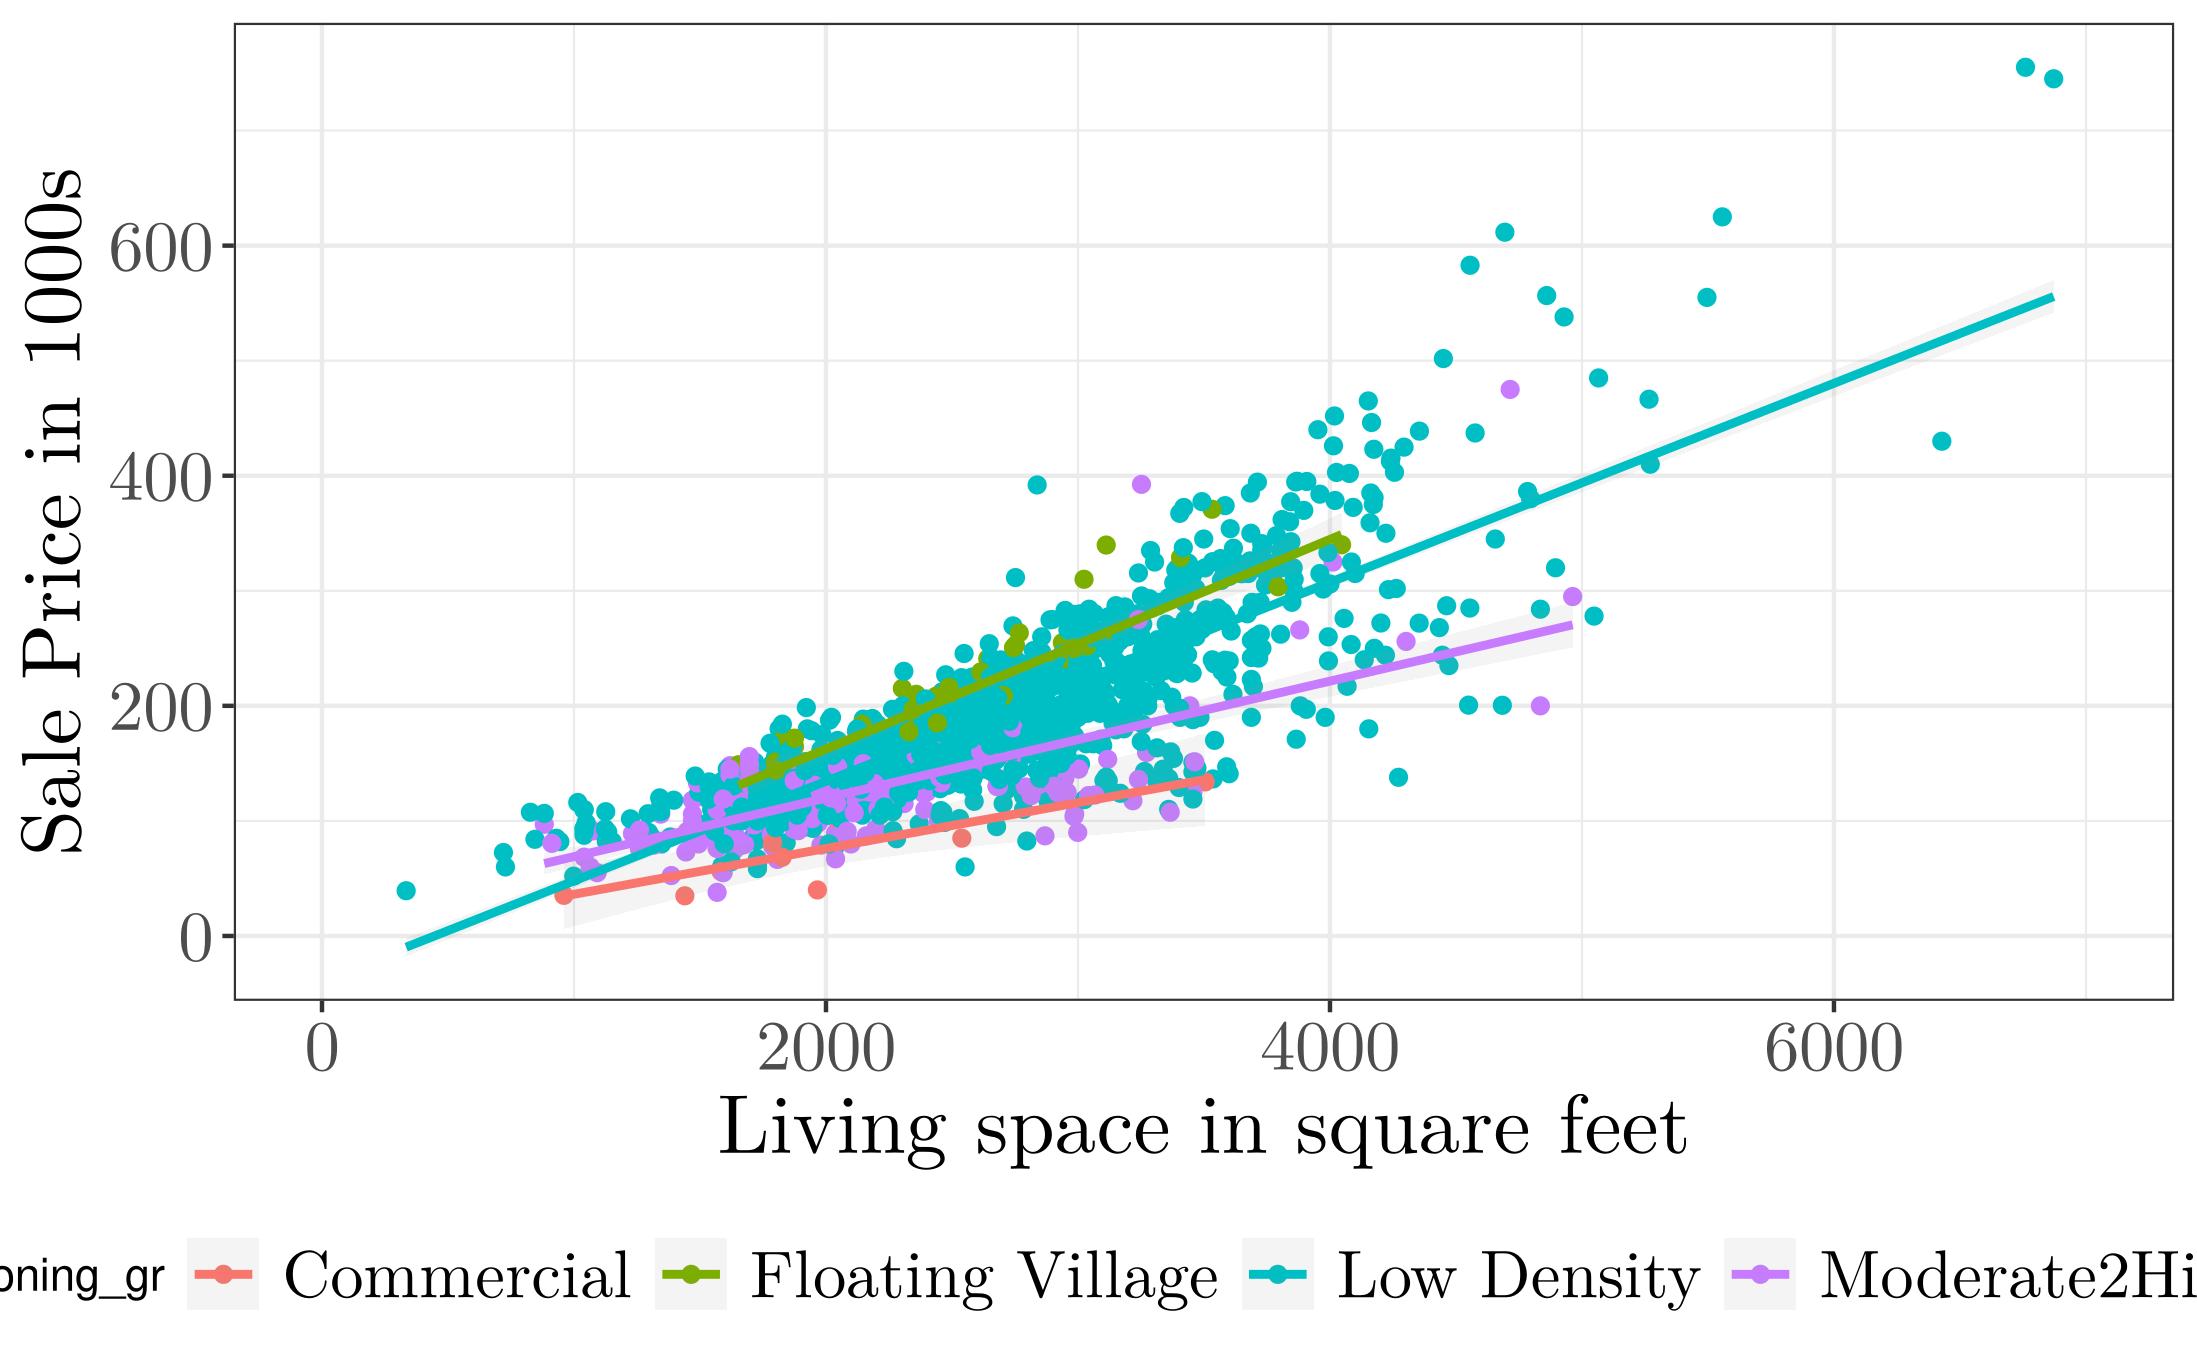 Sale Price in 1000s
600
400
200
0
0 2000 4000 6000
Living space in square feet
oning_gr Commercial Floating Village Low Density Moderate2Hi